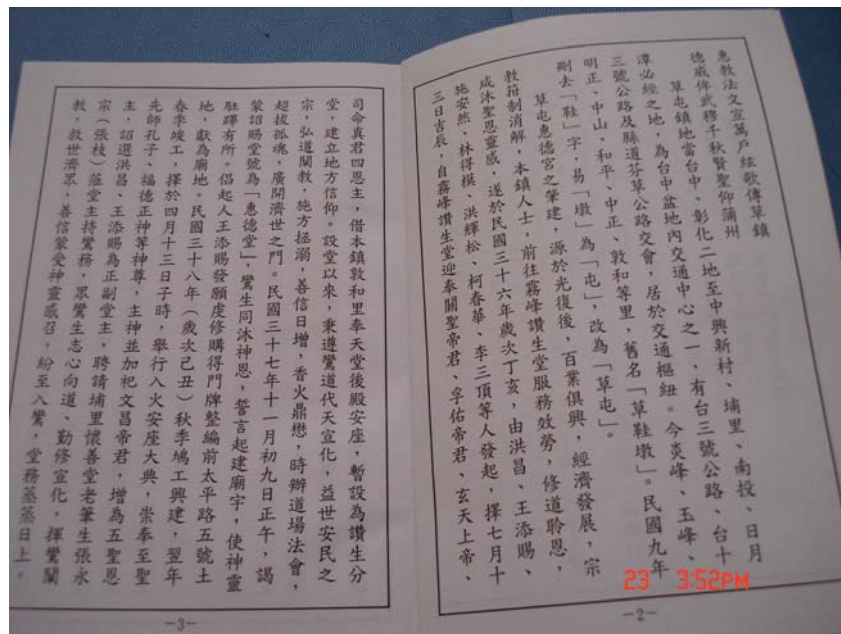 惠教法文宣萬戶絃歌傳草鎮
德威侔武穆千秋賢聖仰蒲州
草屯鎮地當台中、彰化二地至中興新村、埔里、南投、日月
潭必經之地，為台中盆地內交通中心之一，有台三號公路、台十
三號公路及縣道芬草公路交會，居於交通樞紐。今炎峰、玉峰、
明正、中山、和平、中正、敦和等里，舊名「草鞋墩」。民國九年
刪去「鞋」字，易「墩」為「屯」，改為「草屯」。
草屯惠德宮之肇建，源於光復後，百業俱興，經濟發展，宗
教箝制消解，本鎮人士，前往霧峰讚生堂服務效勞，修道聆恩，
咸沐聖恩靈感，遂於民國三十六年歲次丁亥，由洪昌、王添賜、
施安然、林得模、洪輝松、柯春華、李三頂等人發起，擇七月十
三日吉辰，自霧峰讚生堂迎奉關聖帝君、孚佑帝君、玄天上帝、
-2-
司命真君四恩主，借本鎮敦和里奉天堂後殿安座，暫設為讚生分
堂，建立地方信仰。設堂以來，秉遵鸞道代天宣化，益世安民之
宗、弘道闡教，施方拯溺，善信日增，香火鼎懋，時辦道場法會，
超拔孤魂，廣開濟世之門。民國三十七年十一月初九日正午，謁
蒙詔賜堂號為「惠德堂」，鸞生同沐神恩，誓言起建廟宇，使神靈
駐蹕有所。倡起人王添賜發願虔修購得門牌整編前太平路五號土
地，獻為廟地。民國三十八年（歲次己丑）秋季鳩工興建，翌年
春季竣工，擇於四月十三日子時，舉行入火安座大典，崇奉至聖
先師孔子、福德正神等神尊，主神並加祀文昌帝君，增為五聖恩
主，詔選洪昌、王添賜為正副堂主，聘請埔里懷善堂老筆生張永
宗（張枝）蒞堂主持鸞務，眾鸞生志心向道、勤修宣化，揮鸞闡
教，救世濟眾，善信蒙受神靈感召，紛至入鸞，堂務蒸蒸日上。
-3-
23 3:52PM